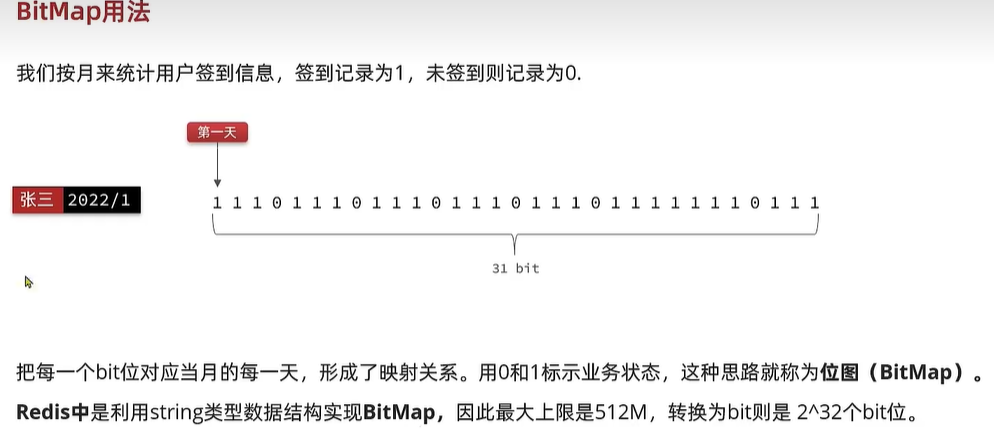 BitMap用法
我们按月来统计用户签到信息，签到记录为1，未签到则记录为0.
第一天
张三 2022/1
1 1 1 0 1 1 1 0 1 1 1 0 1 1 1 0 1 1 1 0 1 1 1 1 1 1 1 0 1 1 1
31 bit
把每一个bit位对应当月的每一天，形成了映射关系。用0和1标示业务状态，这种思路就称为位图（BitMap）。
Redis中是利用string类型数据结构实现BitMap，因此最大上限是512M，转换为bit则是 2^32个bit位。